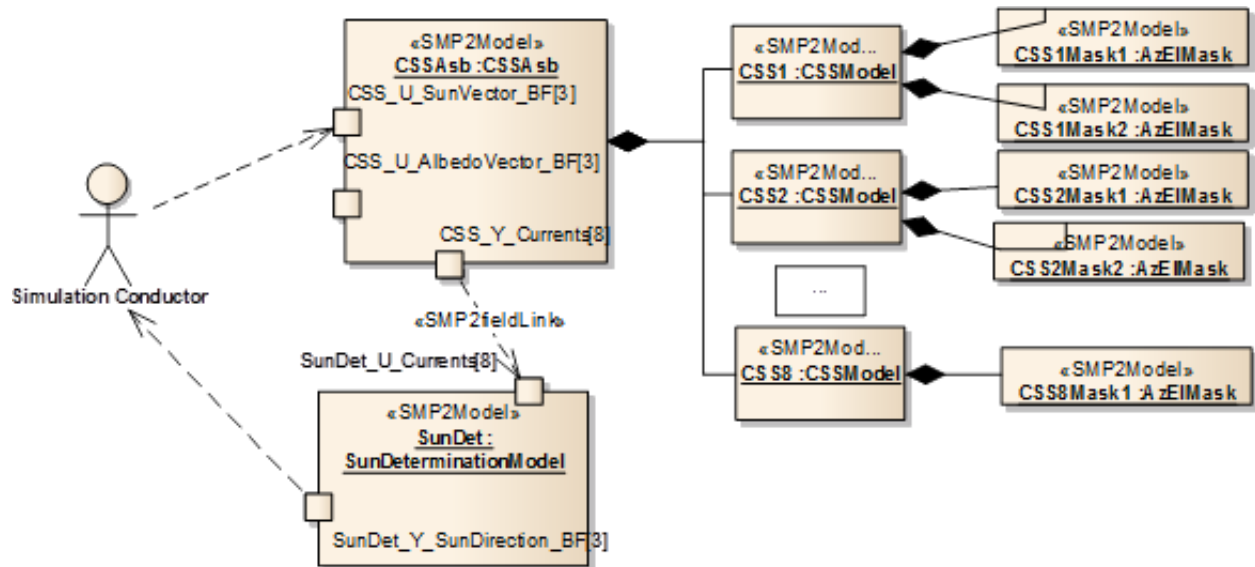 «SMP2Model»
CSSAsb :CSSAsb
CSS_U_SunVector_BF[3]
CSS_U_AlbedoVector_BF[3]
CSS_Y_Currents[8]
Simulation Conductor
«SMP2fieldLink»
SunDet_U_Currents[8]
«SMP2Model»
SunDet :
SunDeterminationModel
SunDet_Y_SunDirection_BF[3]
«SMP2Mod...
CSS1 :CSSModel
«SMP2Model»
CSS1Mask1 :AzElMask
«SMP2Model»
CSS1Mask2 :AzElMask
«SMP2Mod...
CSS2 :CSSModel
«SMP2Model»
CSS2Mask1 :AzElMask
«SMP2Model»
CSS2Mask2 :AzElMask
...
«SMP2Mod...
CSS8 :CSSModel
«SMP2Model»
CSS8Mask1 :AzElMask